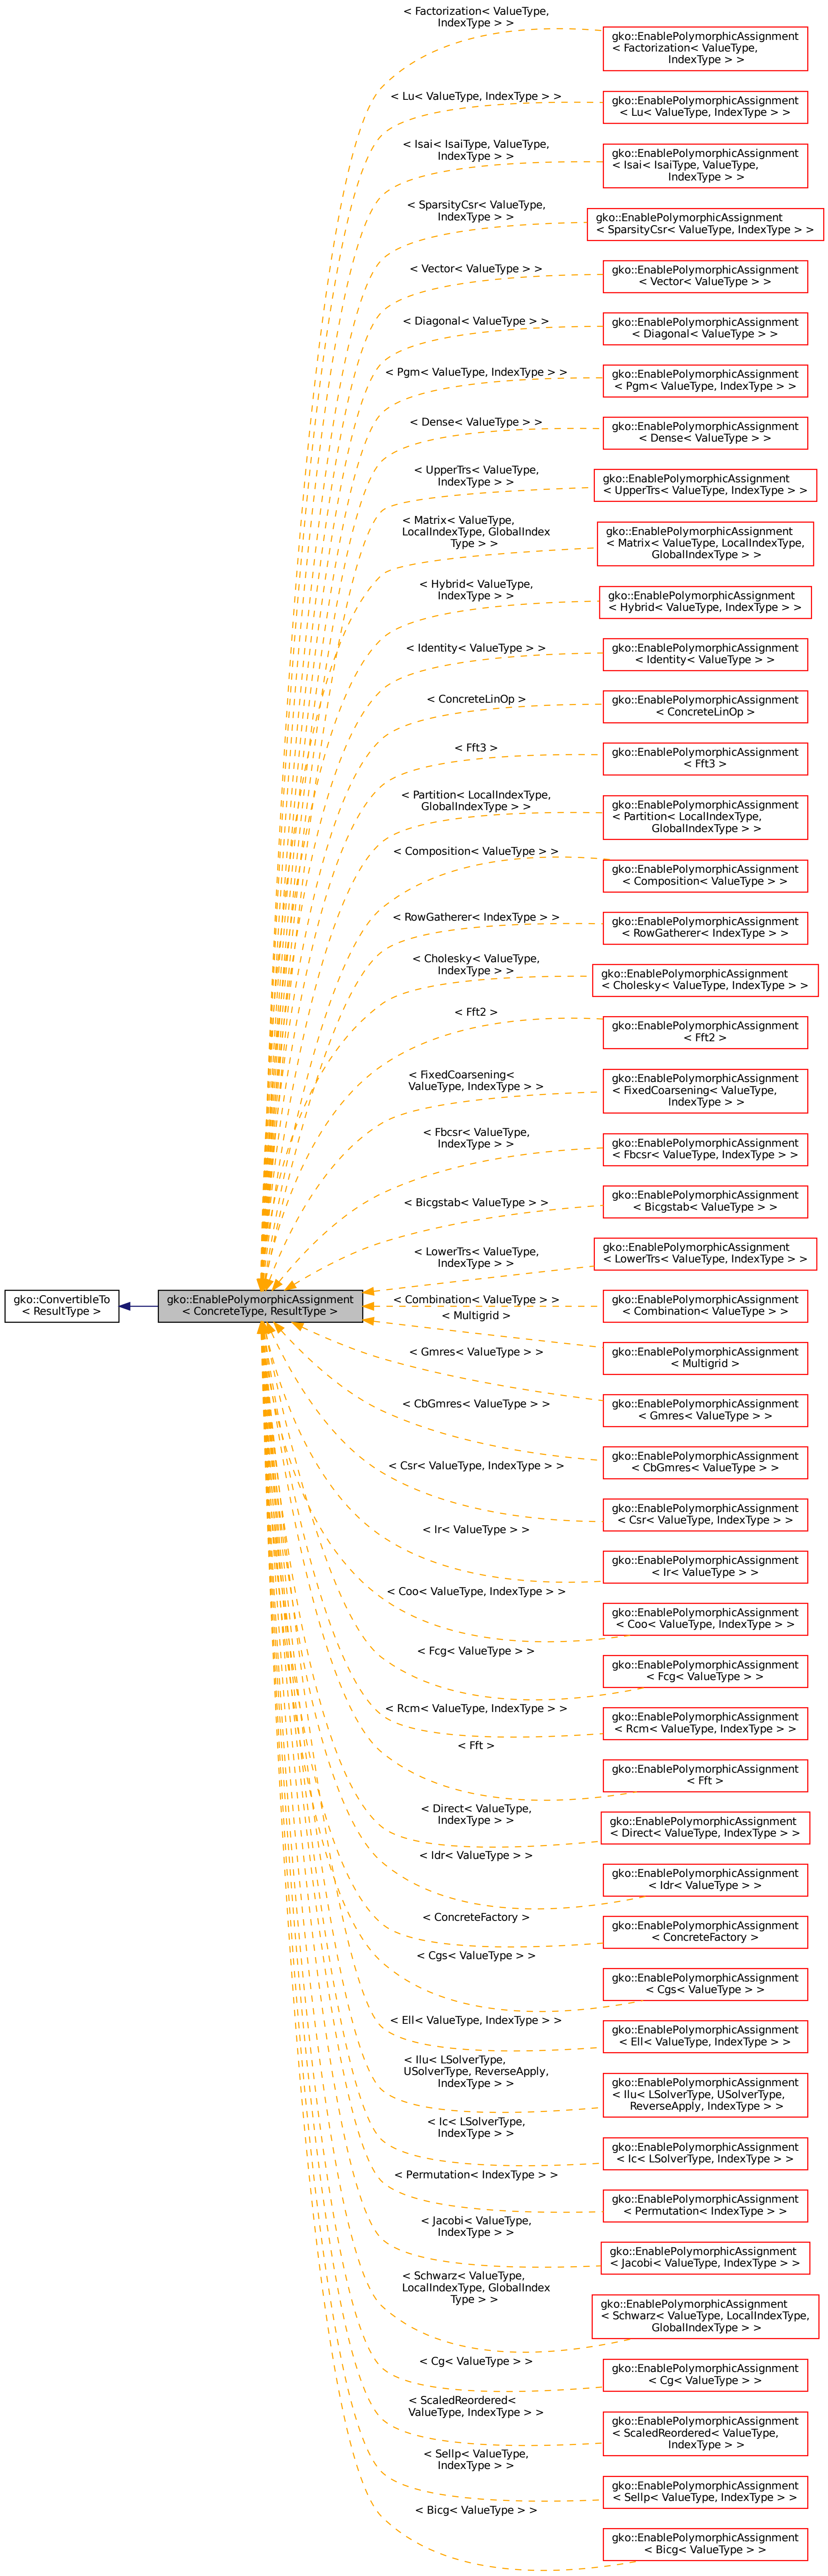 < Factorization< ValueType,
IndexType > >
gko::EnablePolymorphicAssignment
< Factorization< ValueType,
IndexType > >
< Lu< ValueType, IndexType > >
gko::EnablePolymorphicAssignment
< Lu< ValueType, IndexType > >
< Isai< IsaiType, ValueType,
IndexType > >
gko::EnablePolymorphicAssignment
< Isai< IsaiType, ValueType,
IndexType > >
< SparsityCsr< ValueType,
IndexType > >
gko::EnablePolymorphicAssignment
< SparsityCsr< ValueType, IndexType > >
< Vector< ValueType > >
gko::EnablePolymorphicAssignment
< Vector< ValueType > >
< Diagonal< ValueType > >
gko::EnablePolymorphicAssignment
< Diagonal< ValueType > >
< Pgm< ValueType, IndexType > >
gko::EnablePolymorphicAssignment
< Pgm< ValueType, IndexType > >
< Dense< ValueType > >
gko::EnablePolymorphicAssignment
< Dense< ValueType > >
< UpperTrs< ValueType,
IndexType > >
gko::EnablePolymorphicAssignment
< UpperTrs< ValueType, IndexType > >
< Matrix< ValueType,
LocalIndexType, GlobalIndex
Type > >
gko::EnablePolymorphicAssignment
< Matrix< ValueType, LocalIndexType,
GlobalIndexType > >
< Hybrid< ValueType,
IndexType > >
gko::EnablePolymorphicAssignment
< Hybrid< ValueType, IndexType > >
< Identity< ValueType > >
gko::EnablePolymorphicAssignment
< Identity< ValueType > >
< ConcreteLinOp >
gko::EnablePolymorphicAssignment
< ConcreteLinOp >
< Fft3 >
gko::EnablePolymorphicAssignment
< Fft3 >
< Partition< LocalIndexType,
GlobalIndexType > >
gko::EnablePolymorphicAssignment
< Partition< LocalIndexType,
GlobalIndexType > >
< Composition< ValueType > >
gko::EnablePolymorphicAssignment
< Composition< ValueType > >
< RowGatherer< IndexType > >
gko::EnablePolymorphicAssignment
< RowGatherer< IndexType > >
< Cholesky< ValueType,
IndexType > >
gko::EnablePolymorphicAssignment
< Cholesky< ValueType, IndexType > >
< Fft2 >
gko::EnablePolymorphicAssignment
< Fft2 >
< FixedCoarsening<
ValueType, IndexType > >
gko::EnablePolymorphicAssignment
< FixedCoarsening< ValueType,
IndexType > >
< Fbcsr< ValueType,
IndexType > >
gko::EnablePolymorphicAssignment
< Fbcsr< ValueType, IndexType > >
< Bicgstab< ValueType > >
gko::EnablePolymorphicAssignment
< Bicgstab< ValueType > >
< LowerTrs< ValueType,
IndexType > >
gko::EnablePolymorphicAssignment
< LowerTrs< ValueType, IndexType > >
gko::ConvertibleTo
< ResultType >
gko::EnablePolymorphicAssignment
< ConcreteType, ResultType >
< Combination< ValueType > >
gko::EnablePolymorphicAssignment
< Combination< ValueType > >
< Multigrid >
gko::EnablePolymorphicAssignment
< Multigrid >
< Gmres< ValueType > >
gko::EnablePolymorphicAssignment
< Gmres< ValueType > >
< CbGmres< ValueType > >
gko::EnablePolymorphicAssignment
< CbGmres< ValueType > >
< Csr< ValueType, IndexType > >
gko::EnablePolymorphicAssignment
< Csr< ValueType, IndexType > >
< Ir< ValueType > >
gko::EnablePolymorphicAssignment
< Ir< ValueType > >
< Coo< ValueType, IndexType > >
gko::EnablePolymorphicAssignment
< Coo< ValueType, IndexType > >
< Fcg< ValueType > >
gko::EnablePolymorphicAssignment
< Fcg< ValueType > >
< Rcm< ValueType, IndexType > >
gko::EnablePolymorphicAssignment
< Rcm< ValueType, IndexType > >
< Fft >
gko::EnablePolymorphicAssignment
< Fft >
< Direct< ValueType,
IndexType > >
gko::EnablePolymorphicAssignment
< Direct< ValueType, IndexType > >
< Idr< ValueType > >
gko::EnablePolymorphicAssignment
< Idr< ValueType > >
< ConcreteFactory >
gko::EnablePolymorphicAssignment
< ConcreteFactory >
< Cgs< ValueType > >
gko::EnablePolymorphicAssignment
< Cgs< ValueType > >
< Ell< ValueType, IndexType > >
gko::EnablePolymorphicAssignment
< Ell< ValueType, IndexType > >
< Ilu< LSolverType,
USolverType, ReverseApply,
IndexType > >
gko::EnablePolymorphicAssignment
< Ilu< LSolverType, USolverType,
ReverseApply, IndexType > >
< Ic< LSolverType,
IndexType > >
gko::EnablePolymorphicAssignment
< Ic< LSolverType, IndexType > >
< Permutation< IndexType > >
gko::EnablePolymorphicAssignment
< Permutation< IndexType > >
< Jacobi< ValueType,
IndexType > >
gko::EnablePolymorphicAssignment
< Jacobi< ValueType, IndexType > >
< Schwarz< ValueType,
LocalIndexType, GlobalIndex
Type > >
gko::EnablePolymorphicAssignment
< Schwarz< ValueType, LocalIndexType,
GlobalIndexType > >
< Cg< ValueType > >
gko::EnablePolymorphicAssignment
< Cg< ValueType > >
< ScaledReordered<
ValueType, IndexType > >
gko::EnablePolymorphicAssignment
< ScaledReordered< ValueType,
IndexType > >
< Sellp< ValueType,
IndexType > >
gko::EnablePolymorphicAssignment
< Sellp< ValueType, IndexType > >
< Bicg< ValueType > >
gko::EnablePolymorphicAssignment
< Bicg< ValueType > >